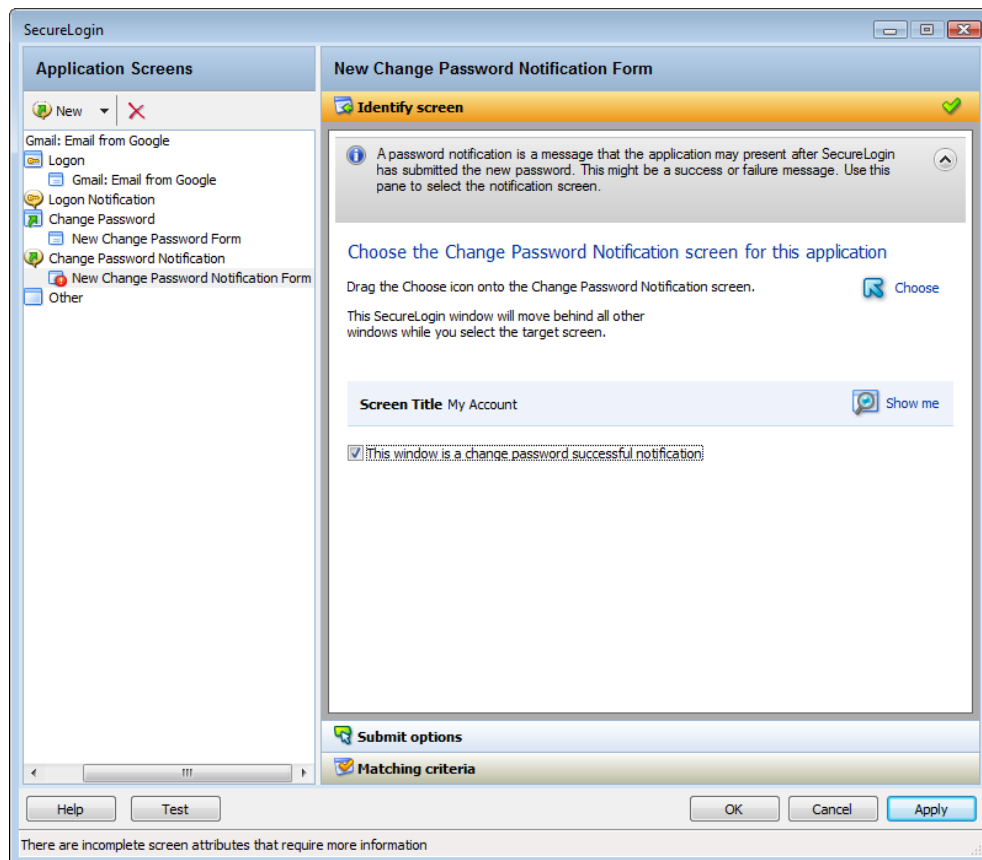 SecureLogin
Application Screens
New
Gmail: Email from Google
Logon
Gmail: Email from Google
Logon Notification
Change Password
New Change Password Form
Change Password Notification
New Change Password Notification Form
Other
New Change Password Notification Form
Identify screen
A password notification is a message that the application may present after SecureLogin
has submitted the new password. This might be a success or failure message. Use this
pane to select the notification screen.
Choose the Change Password Notification screen for this application
Drag the Choose icon onto the Change Password Notification screen.
Choose
This SecureLogin window will move behind all other
windows while you select the target screen.
Screen Title My Account
Show me
This window is a change password successful notification
Submit options
Matching criteria
Help
Test
OK
Cancel
Apply
There are incomplete screen attributes that require more information